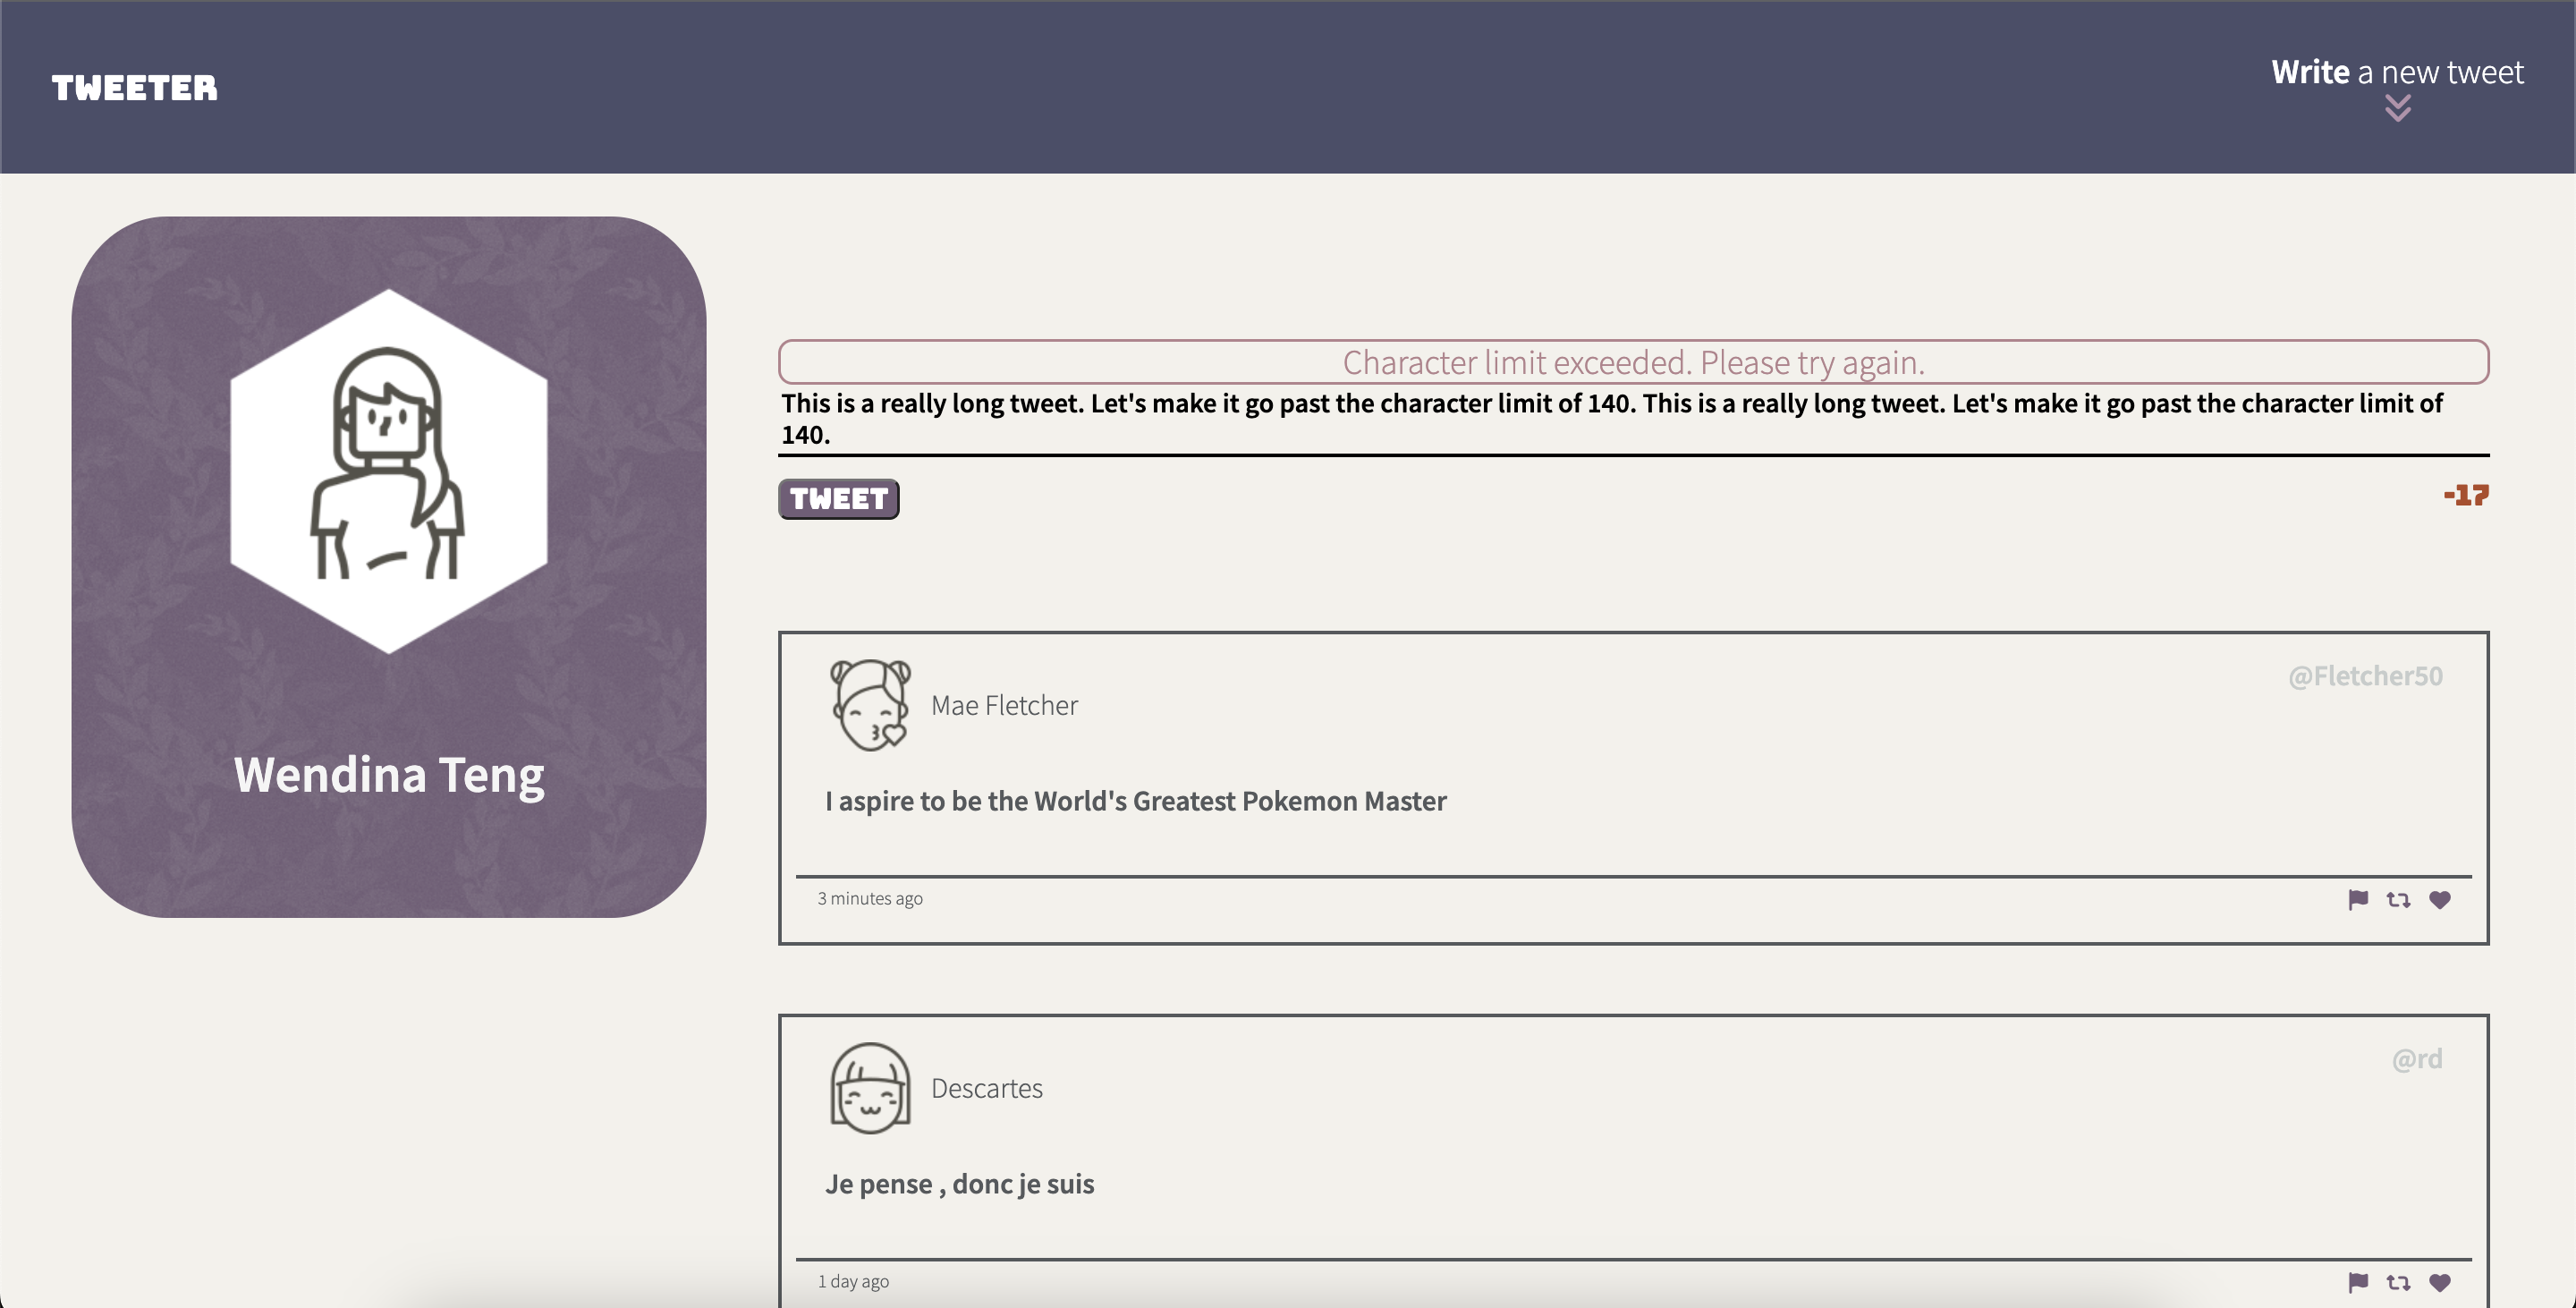 TWEETER
Write a new tweet
Wendina Teng
Character limit exceeded. Please try again.
This is a really long tweet. Let's make it go past the character limit of 140. This is a really long tweet. Let's make it go past the character limit of
140.
TWEET
-17
Mae Fletcher
@Fletcher50
I aspire to be the World's Greatest Pokemon Master
3 minutes ago
Descartes
@rd
Je pense , donc je suis
1 day ago